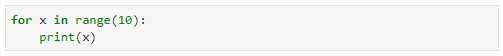 for x in range(10):
    print(x)